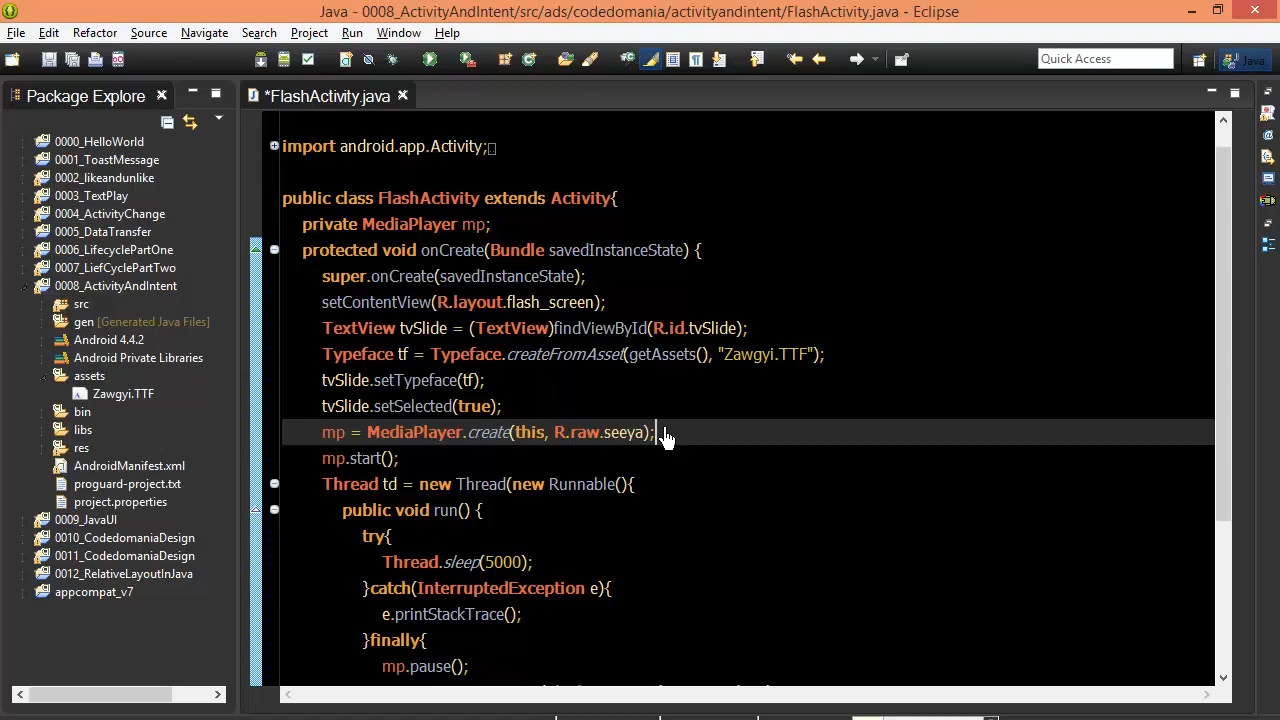 Java - 0008_ActivityAndIntent/src/ads/codedomania/activityandintent/FlashActivity.java - Eclipse
File Edit Refactor Source Navigate Search Project Run Window Help
Quick Access
Java
Package Explore
0000_HelloWorld
0001_ToastMessage
0002_likeandunlike
0003_TextPlay
0004_ActivityChange
0005_DataTransfer
0006_LifecyclePartOne
0007_LiefCyclePartTwo
0008_ActivityAndIntent
src
gen [Generated Java Files]
Android 4.4.2
Android Private Libraries
assets
Zawgyi.TTF
bin
libs
res
AndroidManifest.xml
proguard-project.txt
project.properties
0009_JavaUI
0010_CodedomaniaDesign
0011_CodedomaniaDesign
0012_RelativeLayoutInJava
appcompat_v7
*FlashActivity.java
import android.app.Activity;
public class FlashActivity extends Activity{
private MediaPlayer mp;
protected void onCreate(Bundle savedInstanceState) {
super.onCreate(savedInstanceState);
setContentView(R.layout.flash_screen);
TextView tvSlide = (TextView)findViewById(R.id.tvSlide);
Typeface tf = Typeface.createFromAsset(getAssets(), "Zawgyi.TTF");
tvSlide.setTypeface(tf);
tvSlide.setSelected(true);
mp = MediaPlayer.create(this, R.raw.seeya);
mp.start();
Thread td = new Thread(new Runnable(){
public void run() {
try{
Thread.sleep(5000);
}catch(InterruptedException e){
e.printStackTrace();
}finally{
mp.pause();